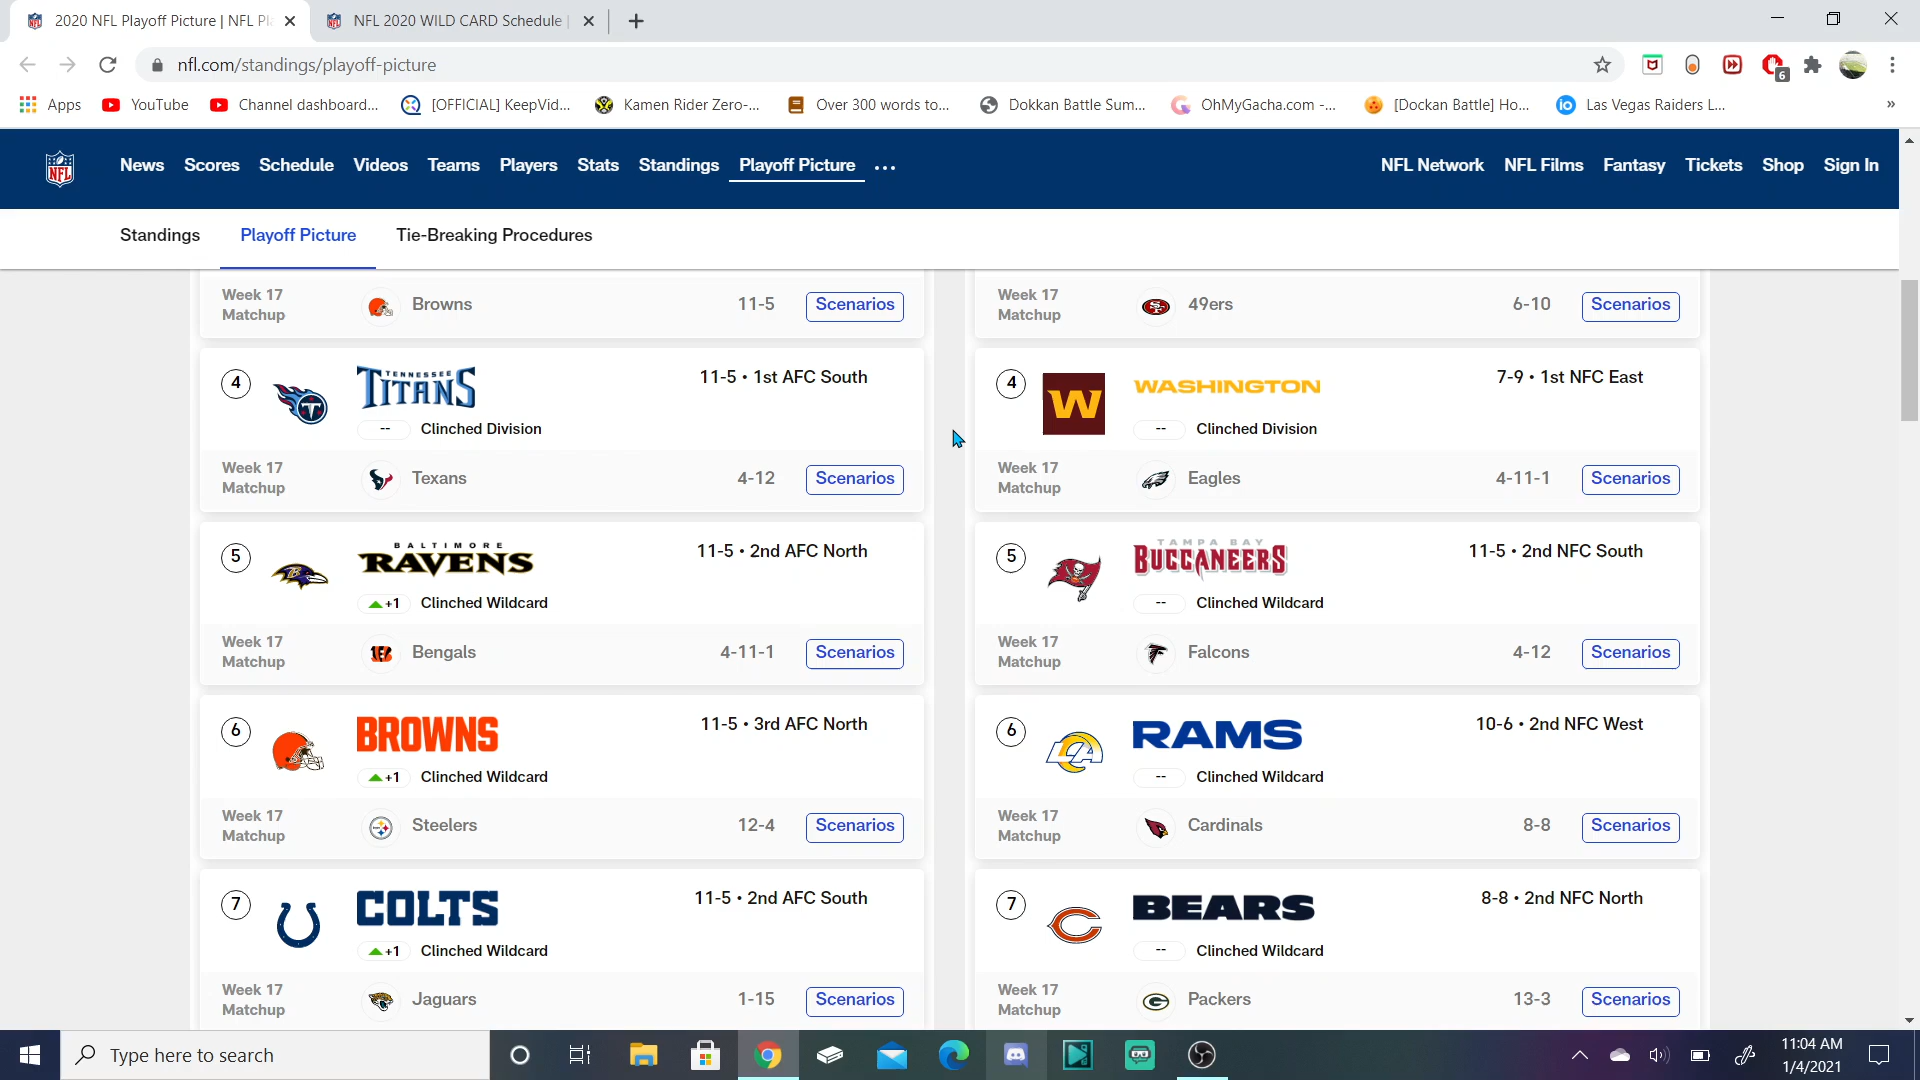 2020 NFL Playoff Picture | NFL Pl
NFL 2020 WILD CARD Schedule |
nfl.com/standings/playoff-picture
6
Apps
YouTube
Channel dashboard...
[OFFICIAL] KeepVid...
Kamen Rider Zero-...
Over 300 words to...
Dokkan Battle Sum...
OhMyGacha.com -...
[Dockan Battle] Ho...
Las Vegas Raiders L...
»
NFL
News
Scores
Schedule
Videos
Teams
Players
Stats
Standings
Playoff Picture
...
NFL Network
NFL Films
Fantasy
Tickets
Shop
Sign In
Standings
Playoff Picture
Tie-Breaking Procedures
Week 17
Matchup
Browns
11-5
Scenarios
Week 17
Matchup
49ers
6-10
Scenarios
4
TENNESSEE
TITANS
11-5 • 1st AFC South
-- Clinched Division
Week 17
Matchup
Texans
4-12
Scenarios
4
W
WASHINGTON
7-9 • 1st NFC East
-- Clinched Division
Week 17
Matchup
Eagles
4-11-1
Scenarios
5
BALTIMORE
RAVENS
11-5 • 2nd AFC North
+1 Clinched Wildcard
Week 17
Matchup
Bengals
4-11-1
Scenarios
5
TAMPA BAY
BUCCANEERS
11-5 • 2nd NFC South
-- Clinched Wildcard
Week 17
Matchup
Falcons
4-12
Scenarios
6
BROWNS
11-5 • 3rd AFC North
+1 Clinched Wildcard
Week 17
Matchup
Steelers
12-4
Scenarios
6
RAMS
10-6 • 2nd NFC West
-- Clinched Wildcard
Week 17
Matchup
Cardinals
8-8
Scenarios
7
COLTS
11-5 • 2nd AFC South
+1 Clinched Wildcard
Week 17
Matchup
Jaguars
1-15
Scenarios
7
BEARS
8-8 • 2nd NFC North
-- Clinched Wildcard
Week 17
Matchup
Packers
13-3
Scenarios
Type here to search
11:04 AM
1/4/2021